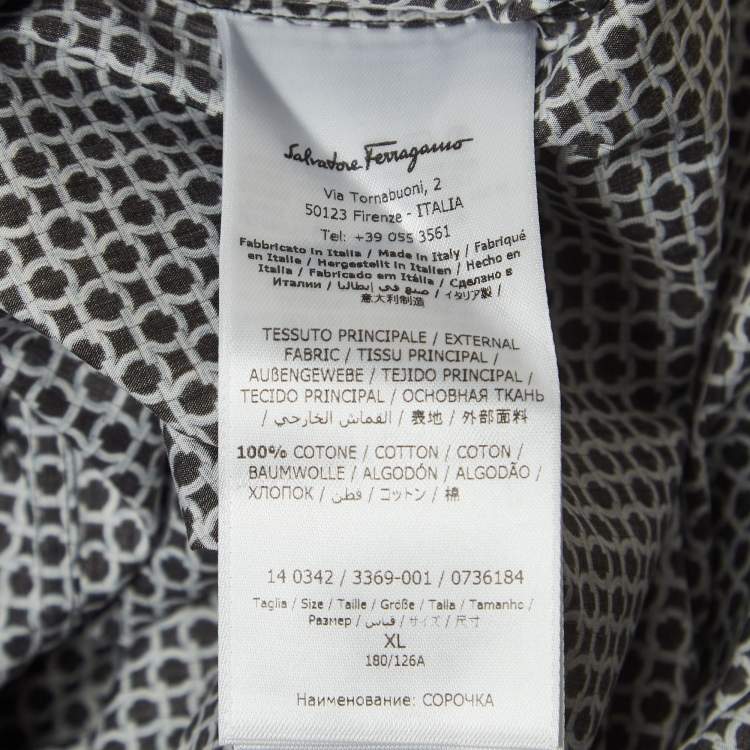 Salvatore Ferragamo
Via Tornabuoni, 2
50123 Firenze - ITALIA
Tel: +39 055 3561
Fabbricato in Italia / Made in Italy / Fabriqué
en Italie / Hergestellt in Italien / Hecho en
Italia / Fabricado em Itália / Сделано в
Италии / صنع في إيطاليا / イタリア製 /
意大利制造
TESSUTO PRINCIPALE / EXTERNAL
FABRIC / TISSU PRINCIPAL /
AUßENGEWEBE / TEJIDO PRINCIPAL /
TECIDO PRINCIPAL / ОСНОВНАЯ ТКАНЬ
/ القماش الخارجي / 表地 / 外部面料
100% COTONE / COTTON / COTON /
BAUMWOLLE / ALGODÓN / ALGODÃO /
ХЛОПОК / قطن / コットン / 棉
14 0342 / 3369-001 / 0736184
Taglia / Size / Taille / Größe / Talla / Tamanho /
Размер / قياس / サイズ / 尺寸
XL
180/126A
Наименование: СОРОЧКА